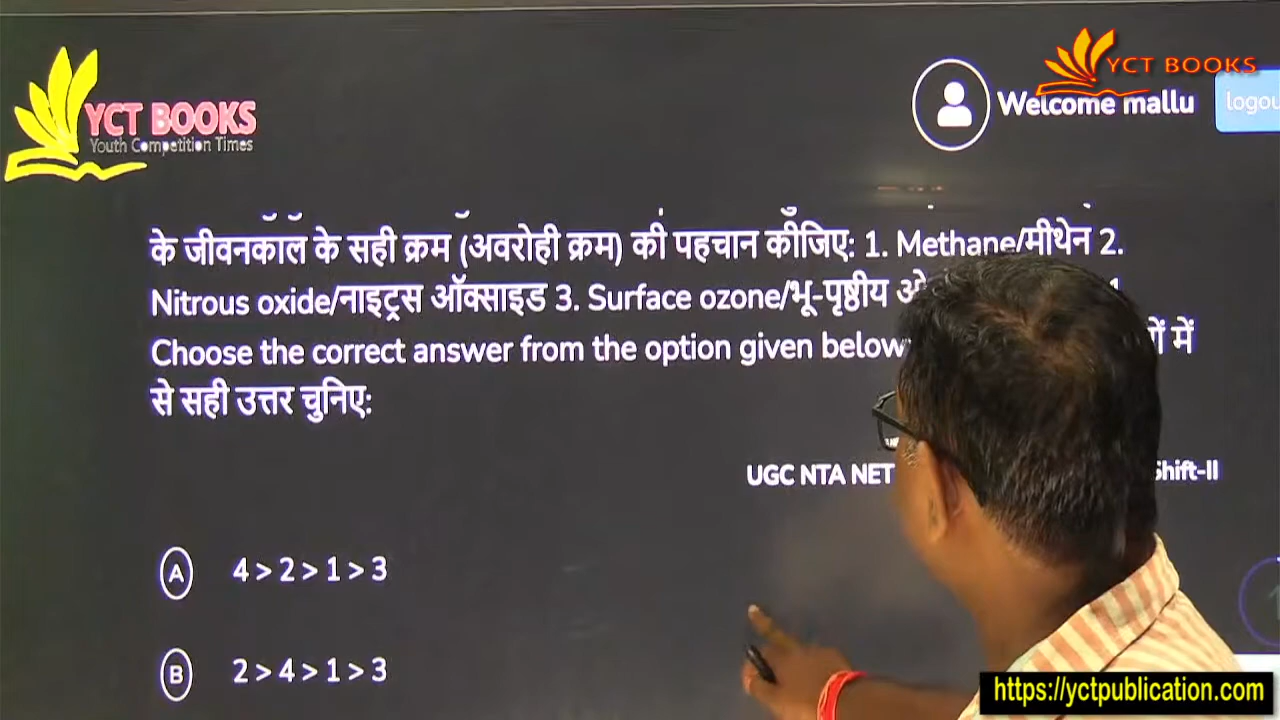 YCT BOOKS
Youth Competition Times
YCT BOOKS
Welcome mallu
logou
के जीवनकाल के सही क्रम (अवरोही क्रम) की पहचान कीजिए: 1. Methane/मीथेन 2.
Nitrous oxide/नाइट्रस ऑक्साइड 3. Surface ozone/भू-पृष्ठीय
Choose the correct answer from the option given below में
से सही उत्तर चुनिए:
UGC NTA NET Shift-II
A 4 > 2 > 1 > 3
B 2 > 4 > 1 > 3
https://yctpublication.com